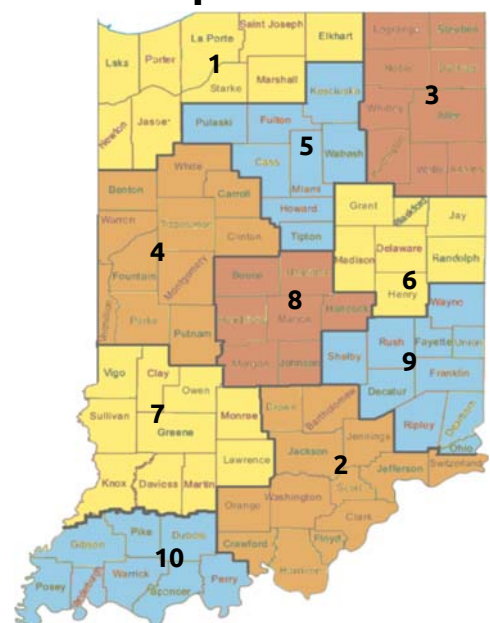 Saint Joseph
La Porte
Elkhart
Lagrange Steuben
Lake
Porter
1
Noble
Starke
Marshall
Kosciusko
3
Whitley
Allen
Newton
Jasper
Pulaski
Fulton
5
Wabash
Cass
White
Miami
Wells Adams
Benton
Carroll
Howard
Grant
Blackford
Jay
Warren
Tippecanoe
Clinton
Tipton
Delaware
4
Madison
Randolph
Fountain
Montgomery
Boone
6
Henry
8
Marion
Hancock
Wayne
Parke
Putnam
Rush
Fayette
Union
Shelby
9
Vigo
Clay
Morgan
Johnson
Franklin
Owen
Decatur
Brown
Bartholomew
Sullivan
7
Monroe
Ripley
Dearborn
Greene
Jennings
Ohio
Jackson
2
Lawrence
Jefferson
Switzerland
Knox
Daviess
Martin
Washington
Scott
Orange
Clark
Pike
Dubois
Gibson
10
Crawford
Floyd
Posey
Warrick
Perry
Harrison
Spencer